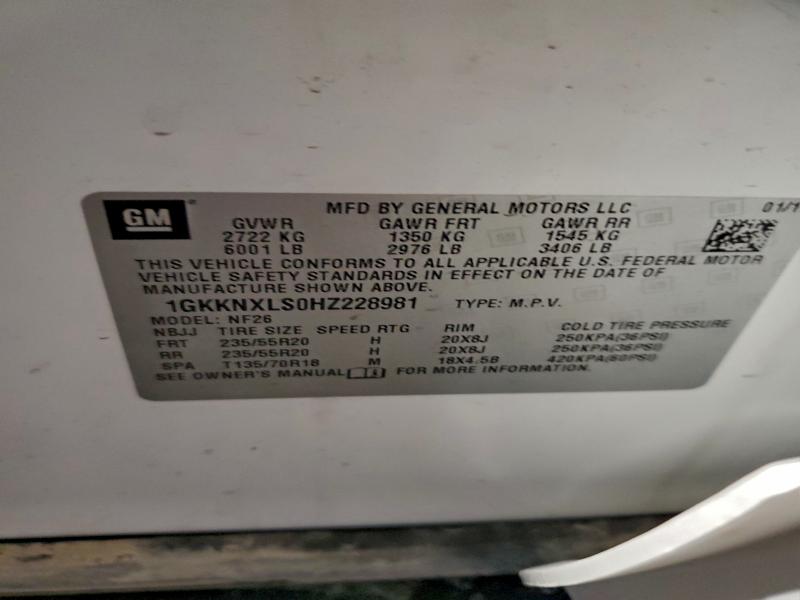 GM
MFD BY GENERAL MOTORS LLC 01/1
GVWR GAWR FRT GAWR RR
2722 KG 1350 KG 1545 KG
6001 LB 2976 LB 3406 LB
THIS VEHICLE CONFORMS TO ALL APPLICABLE U.S. FEDERAL MOTOR
VEHICLE SAFETY STANDARDS IN EFFECT ON THE DATE OF
MANUFACTURE SHOWN ABOVE.
1GKKNXLS0HZ228981 TYPE: M.P.V.
MODEL: NF26
NBJJ TIRE SIZE SPEED RTG RIM COLD TIRE PRESSURE
FRT 235/55R20 H 20X8J 250KPA(36PSI)
RR 235/55R20 H 20X8J 250KPA(36PSI)
SPA T135/70R18 M 18X4.5B 420KPA(60PSI)
SEE OWNER'S MANUAL FOR MORE INFORMATION.